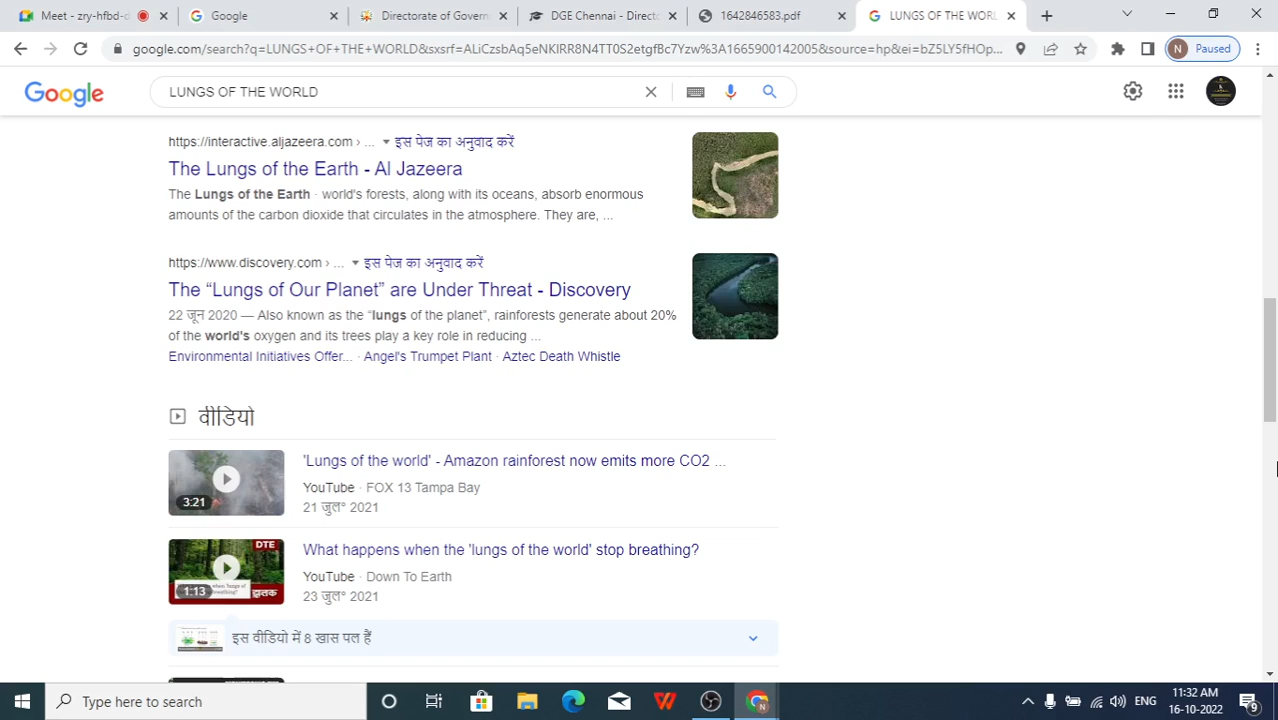 Meet - zry-hfbd-
Google
Directorate of Govern
DGE Chennai - Direct
1642846583.pdf
LUNGS OF THE WORL
google.com/search?q=LUNGS+OF+THE+WORLD&sxsrf=ALiCzsbAq5eNKIRR8N4TT0S2etgfBc7Yzw%3A1665900142005&source=hp&ei=bZ5LY5fHOp...
N
Paused
Google
LUNGS OF THE WORLD
https://interactive.aljazeera.com › ... इस पेज का अनुवाद करें
The Lungs of the Earth - Al Jazeera
The Lungs of the Earth · world's forests, along with its oceans, absorb enormous
amounts of the carbon dioxide that circulates in the atmosphere. They are, ...
https://www.discovery.com › ... इस पेज का अनुवाद करें
The “Lungs of Our Planet” are Under Threat - Discovery
22 जून 2020 — Also known as the “lungs of the planet”, rainforests generate about 20%
of the world's oxygen and its trees play a key role in reducing ...
Environmental Initiatives Offer... · Angel's Trumpet Plant · Aztec Death Whistle
वीडियो
'Lungs of the world' - Amazon rainforest now emits more CO2 ...
YouTube · FOX 13 Tampa Bay
21 जुल॰ 2021
3:21
What happens when the 'lungs of the world' stop breathing?
YouTube · Down To Earth
23 जुल॰ 2021
DTE
1:13
इस वीडियो में 8 खास पल हैं
Type here to search
ENG
11:32 AM
16-10-2022
9